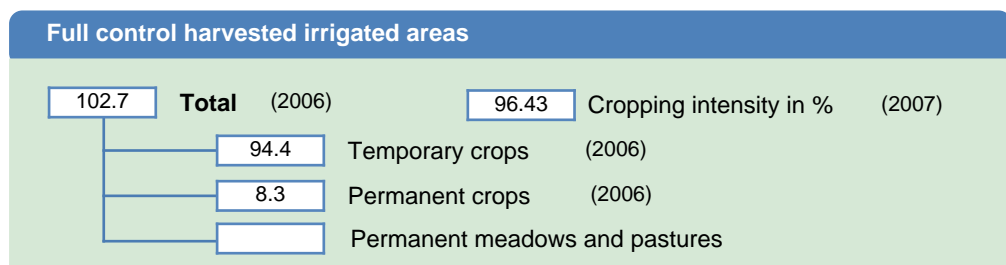 Full control harvested irrigated areas
102.7 Total (2006) 96.43 Cropping intensity in % (2007)
94.4 Temporary crops (2006)
8.3 Permanent crops (2006)
Permanent meadows and pastures